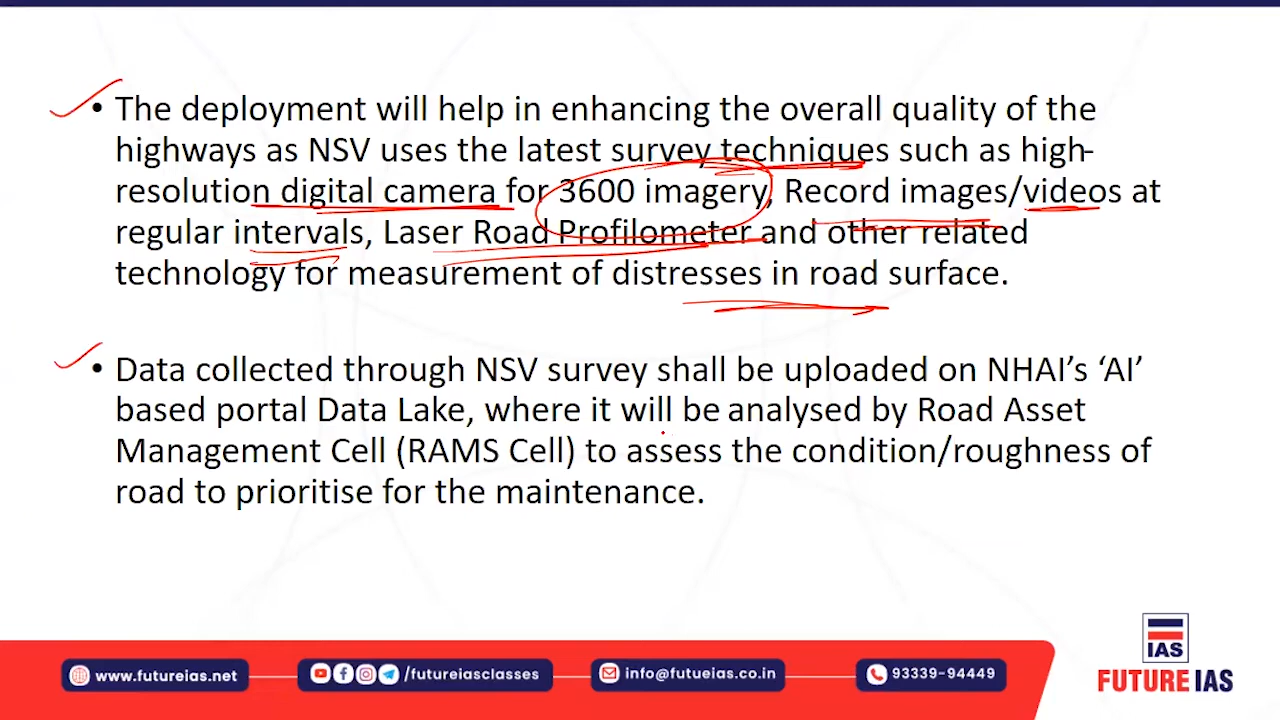 • The deployment will help in enhancing the overall quality of the
highways as NSV uses the latest survey techniques such as high-
resolution digital camera for 3600 imagery, Record images/videos at
regular intervals, Laser Road Profilometer and other related
technology for measurement of distresses in road surface.
• Data collected through NSV survey shall be uploaded on NHAI’s ‘AI’
based portal Data Lake, where it will be analysed by Road Asset
Management Cell (RAMS Cell) to assess the condition/roughness of
road to prioritise for the maintenance.
www.futureias.net
/futureiasclasses
info@futueias.co.in
93339-94449
IAS
FUTURE IAS